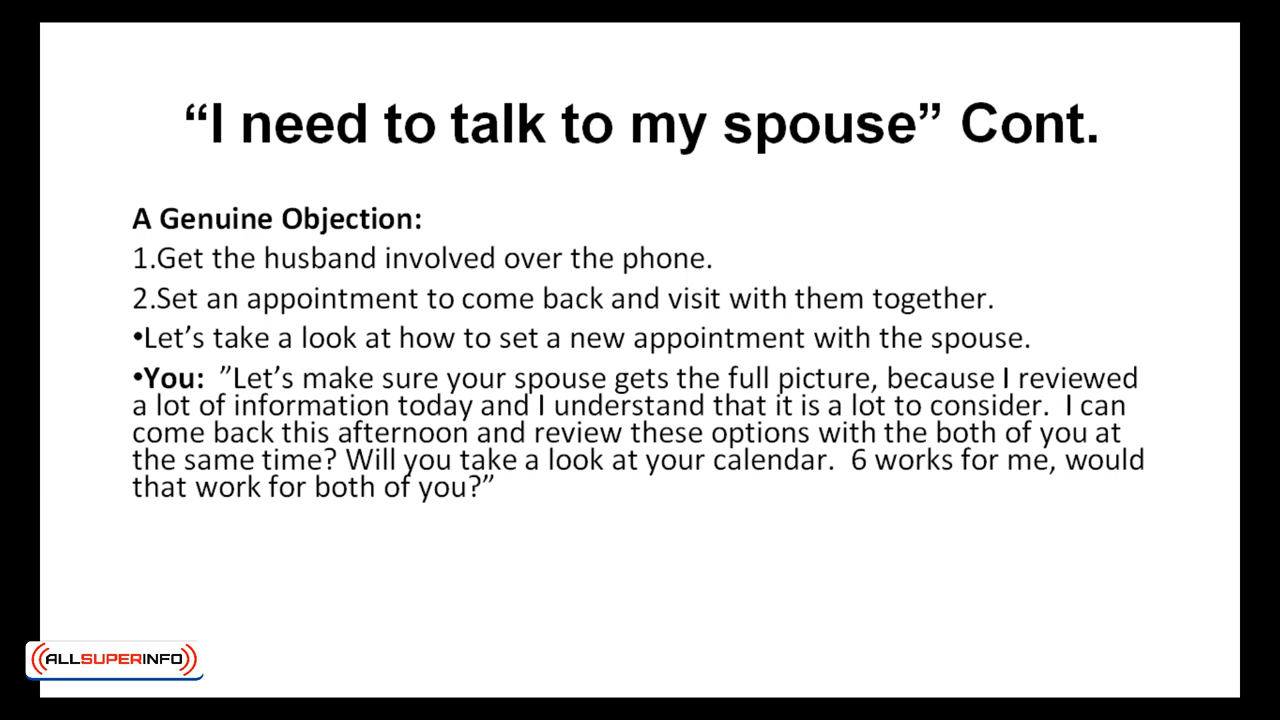 “I need to talk to my spouse” Cont.
A Genuine Objection:
1.Get the husband involved over the phone.
2.Set an appointment to come back and visit with them together.
•Let’s take a look at how to set a new appointment with the spouse.
•You:  ”Let’s make sure your spouse gets the full picture, because I reviewed
a lot of information today and I understand that it is a lot to consider.  I can
come back this afternoon and review these options with the both of you at
the same time? Will you take a look at your calendar.  6 works for me, would
that work for both of you?”
ALLSUPERINFO